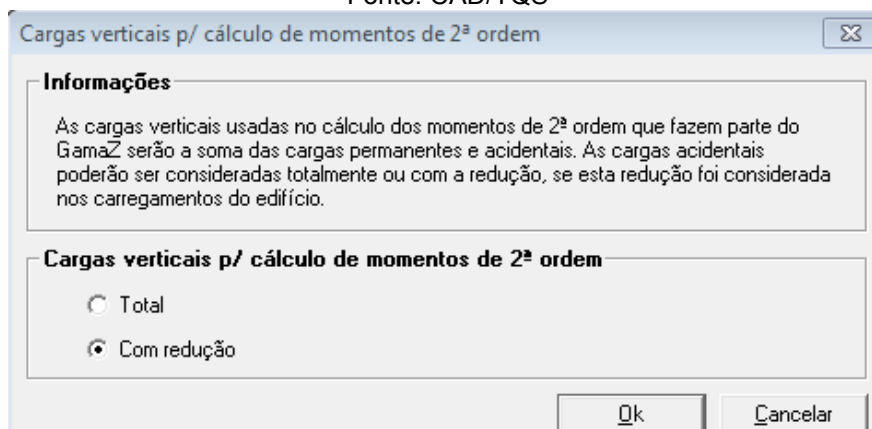 Fonte: CAD/TQS
Cargas verticais p/ cálculo de momentos de 2ª ordem
Informações
As cargas verticais usadas no cálculo dos momentos de 2ª ordem que fazem parte do
GamaZ serão a soma das cargas permanentes e acidentais. As cargas acidentais
poderão ser consideradas totalmente ou com a redução, se esta redução foi considerada
nos carregamentos do edifício.
Cargas verticais p/ cálculo de momentos de 2ª ordem
Total
Com redução
Ok
Cancelar